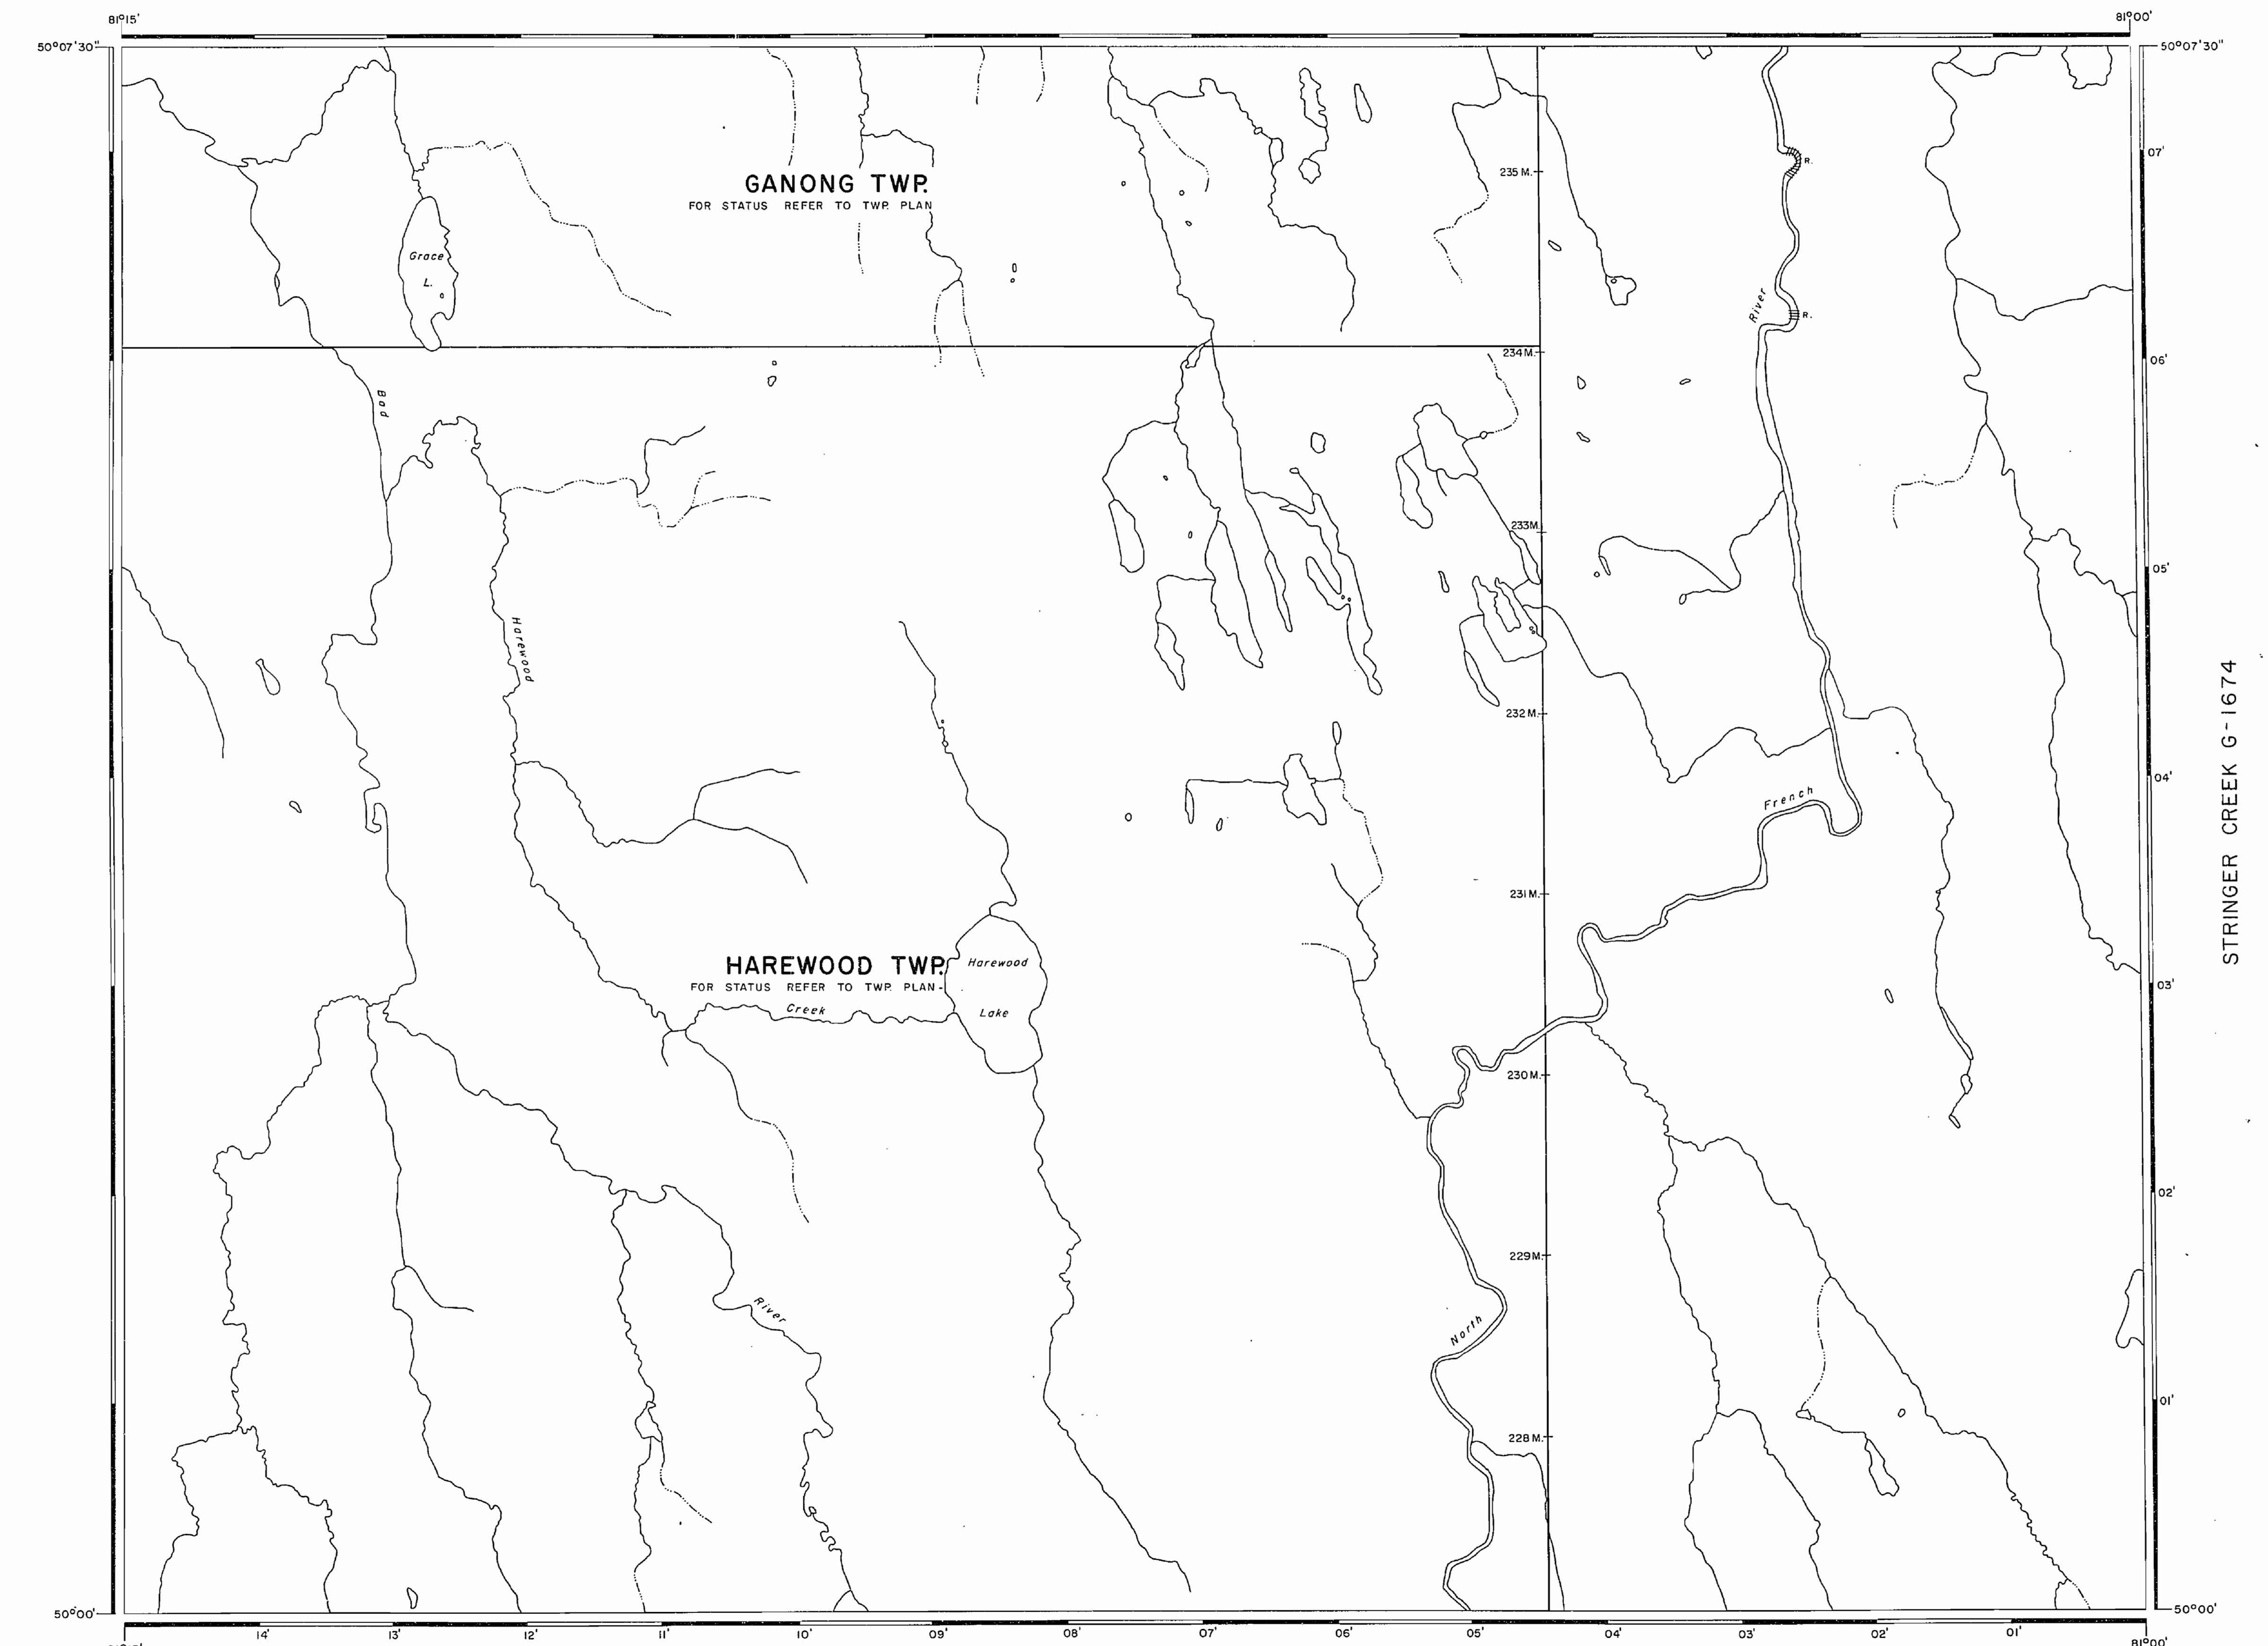 81°15'
81°00'
50°07'30"
50°07'30"
07'
R.
235 M.
GANONG TWP.
FOR STATUS REFER TO TWP. PLAN
Grace
L.
River
R.
234 M.
06'
Bad
233 M.
05'
Harewood
232 M.
STRINGER CREEK G-1674
04'
French
231 M.
HAREWOOD TWP.
FOR STATUS REFER TO TWP. PLAN
Harewood
Lake
Creek
03'
230 M.
02'
229 M.
River
North
01'
228 M.
50°00'
50°00'
14' 13' 12' 11' 10' 09' 08' 07' 06' 05' 04' 03' 02' 01'
81°00'